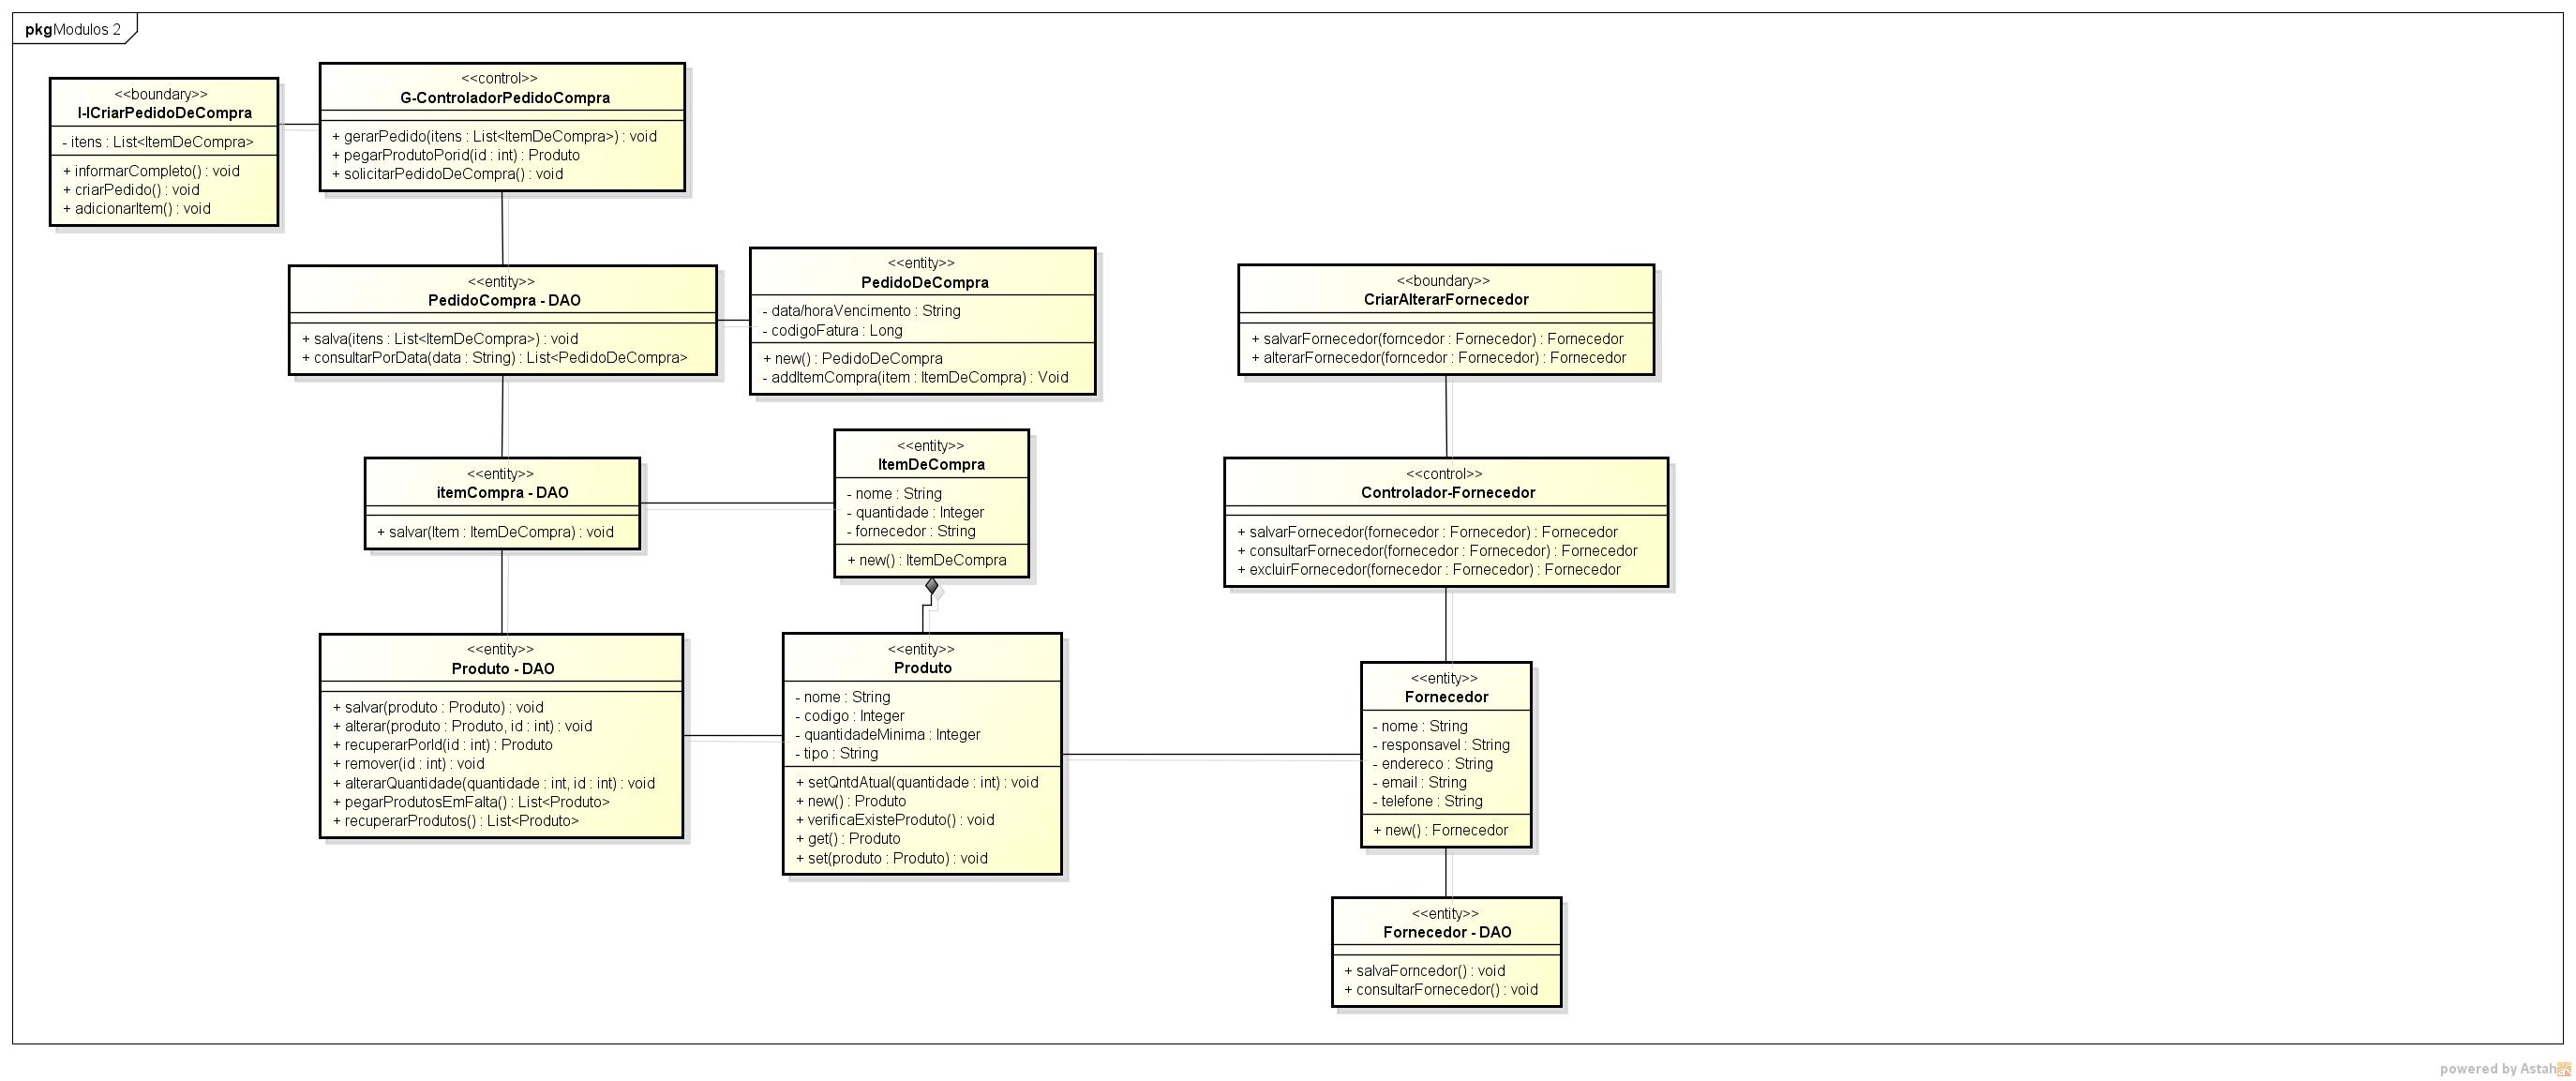 pkg Modulos 2
<<boundary>>
I-ICriarPedidoDeCompra
- itens : List<ItemDeCompra>
+ informarCompleto() : void
+ criarPedido() : void
+ adicionarItem() : void
<<control>>
G-ControladorPedidoCompra
+ gerarPedido(itens : List<ItemDeCompra>) : void
+ pegarProdutoPorid(id : int) : Produto
+ solicitarPedidoDeCompra() : void
<<entity>>
PedidoCompra - DAO
+ salva(itens : List<ItemDeCompra>) : void
+ consultarPorData(data : String) : List<PedidoDeCompra>
<<entity>>
PedidoDeCompra
- data/horaVencimento : String
- codigoFatura : Long
+ new() : PedidoDeCompra
- addItemCompra(item : ItemDeCompra) : Void
<<boundary>>
CriarAlterarFornecedor
+ salvarFornecedor(forncedor : Fornecedor) : Fornecedor
+ alterarFornecedor(forncedor : Fornecedor) : Fornecedor
<<entity>>
itemCompra - DAO
+ salvar(Item : ItemDeCompra) : void
<<entity>>
ItemDeCompra
- nome : String
- quantidade : Integer
- fornecedor : String
+ new() : ItemDeCompra
<<control>>
Controlador-Fornecedor
+ salvarFornecedor(fornecedor : Fornecedor) : Fornecedor
+ consultarFornecedor(fornecedor : Fornecedor) : Fornecedor
+ excluirFornecedor(fornecedor : Fornecedor) : Fornecedor
<<entity>>
Produto - DAO
+ salvar(produto : Produto) : void
+ alterar(produto : Produto, id : int) : void
+ recuperarPorId(id : int) : Produto
+ remover(id : int) : void
+ alterarQuantidade(quantidade : int, id : int) : void
+ pegarProdutosEmFalta() : List<Produto>
+ recuperarProdutos() : List<Produto>
<<entity>>
Produto
- nome : String
- codigo : Integer
- quantidadeMinima : Integer
- tipo : String
+ setQntdAtual(quantidade : int) : void
+ new() : Produto
+ verificaExisteProduto() : void
+ get() : Produto
+ set(produto : Produto) : void
<<entity>>
Fornecedor
- nome : String
- responsavel : String
- endereco : String
- email : String
- telefone : String
+ new() : Fornecedor
<<entity>>
Fornecedor - DAO
+ salvaForncedor() : void
+ consultarFornecedor() : void
powered by Astah